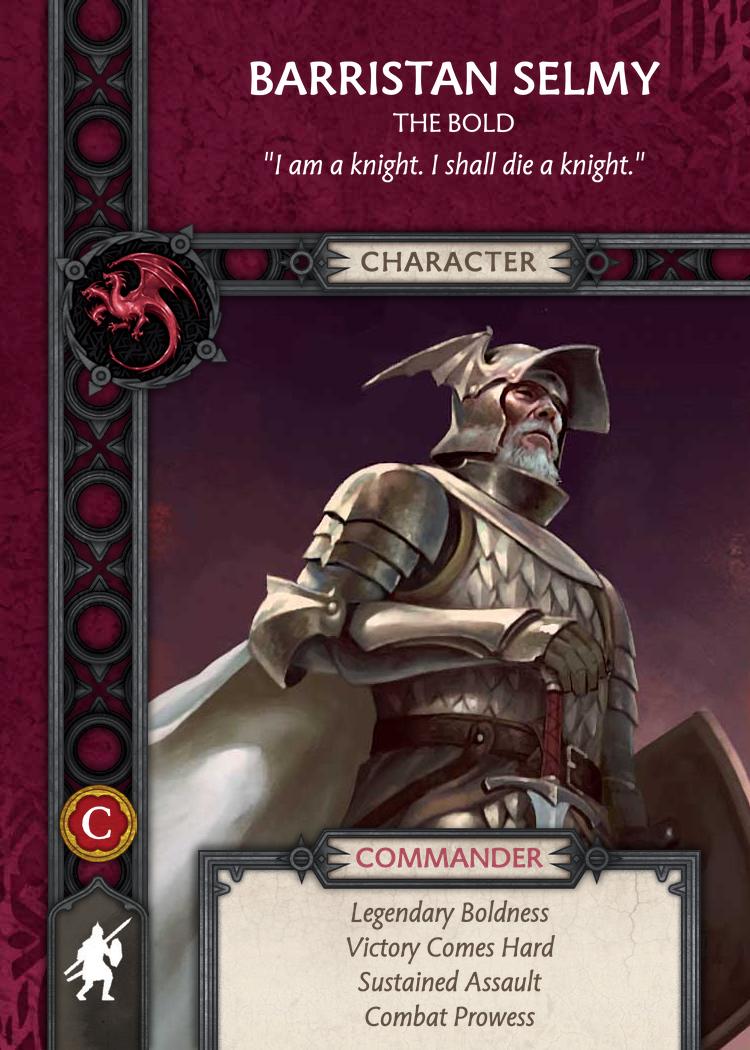 BARRISTAN SELMY
THE BOLD
"I am a knight. I shall die a knight."
CHARACTER
C
COMMANDER
Legendary Boldness
Victory Comes Hard
Sustained Assault
Combat Prowess